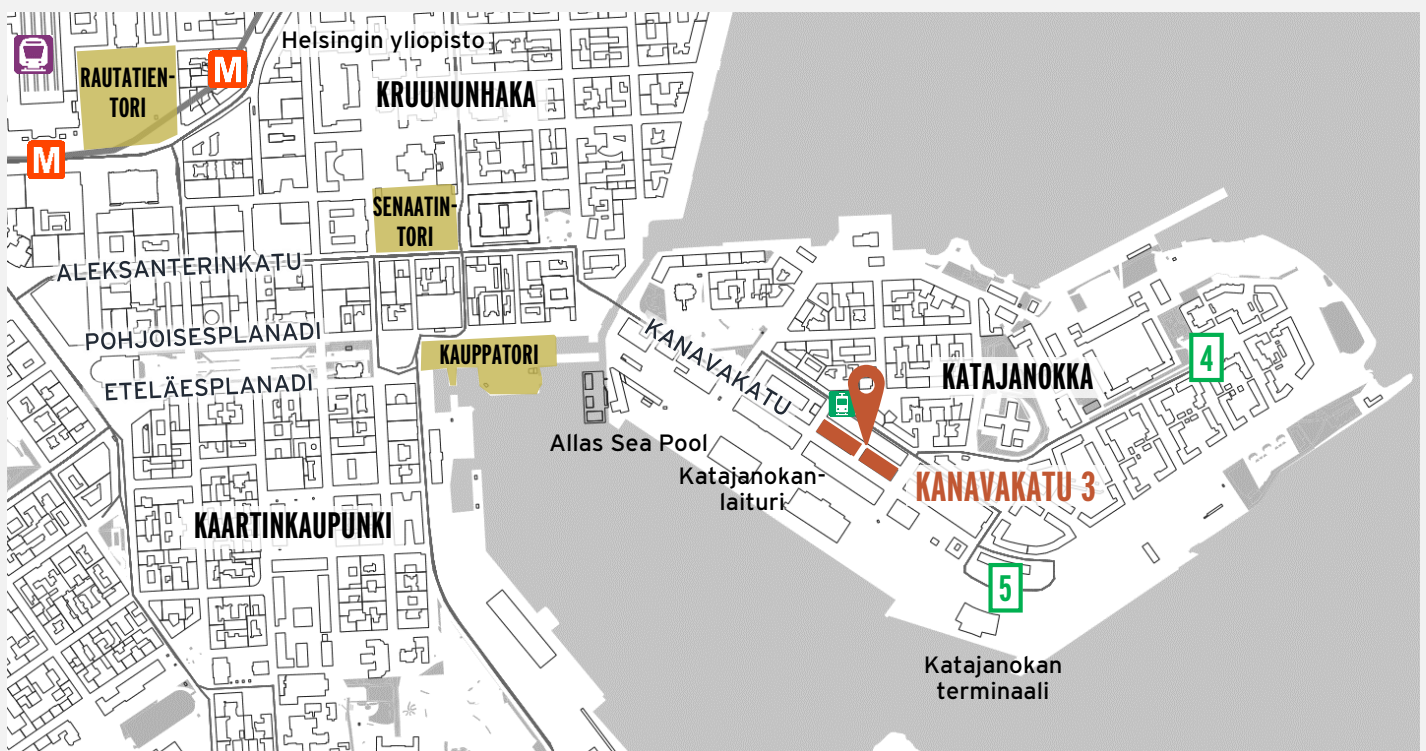 Helsingin yliopisto
M
RAUTATIEN-
TORI
KRUUNUNHAKA
M
SENAATIN-
TORI
ALEKSANTERINKATU
POHJOISESPLANADI
KAUPPATORI
ETELÄESPLANADI
KANAVAKATU
KATAJANOKKA
4
Allas Sea Pool
Katajanokan-
laituri
KANAVAKATU 3
KAARTINKAUPUNKI
5
Katajanokan
terminaali